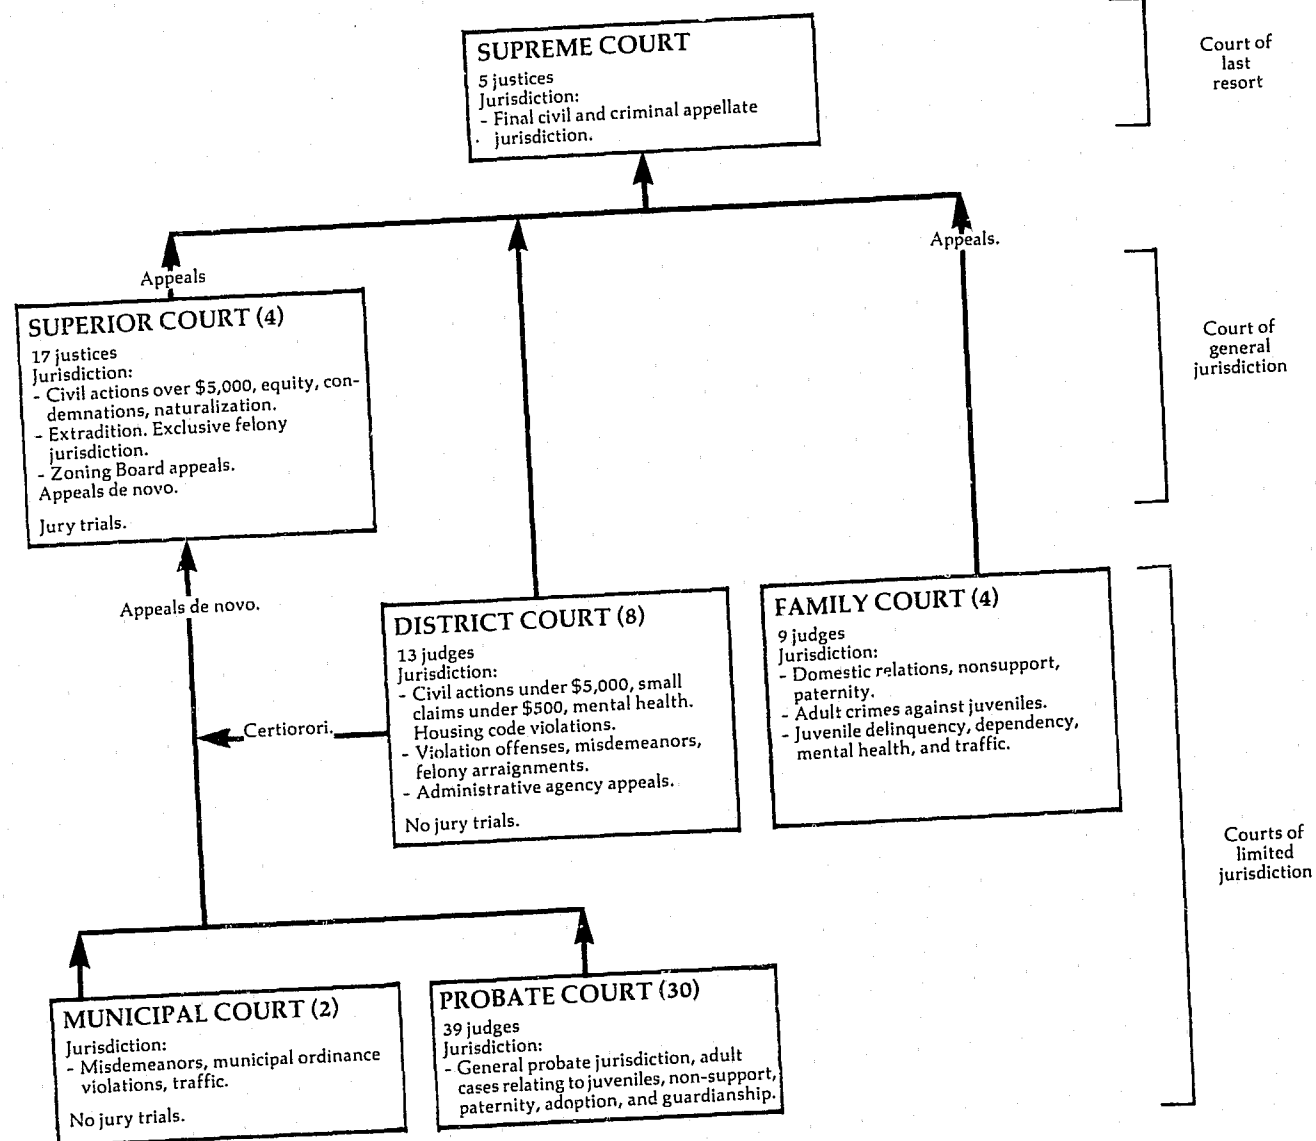 SUPREME COURT
5 justices
Jurisdiction:
- Final civil and criminal appellate
jurisdiction.
Court of
last
resort
Appeals
Appeals.
SUPERIOR COURT (4)
17 justices
Jurisdiction:
- Civil actions over $5,000, equity, con-
demnations, naturalization.
- Extradition. Exclusive felony
jurisdiction.
- Zoning Board appeals.
Appeals de novo.
Jury trials.
Court of
general
jurisdiction
Appeals de novo.
DISTRICT COURT (8)
13 judges
Jurisdiction:
- Civil actions under $5,000, small
claims under $500, mental health.
Housing code violations.
- Violation offenses, misdemeanors,
felony arraignments.
- Administrative agency appeals.
No jury trials.
Certiorori.
FAMILY COURT (4)
9 judges
Jurisdiction:
- Domestic relations, nonsupport,
paternity.
- Adult crimes against juveniles.
- Juvenile delinquency, dependency,
mental health, and traffic.
Courts of
limited
jurisdiction
MUNICIPAL COURT (2)
Jurisdiction:
- Misdemeanors, municipal ordinance
violations, traffic.
No jury trials.
PROBATE COURT (30)
39 judges
Jurisdiction:
- General probate jurisdiction, adult
cases relating to juveniles, non-support,
paternity, adoption, and guardianship.